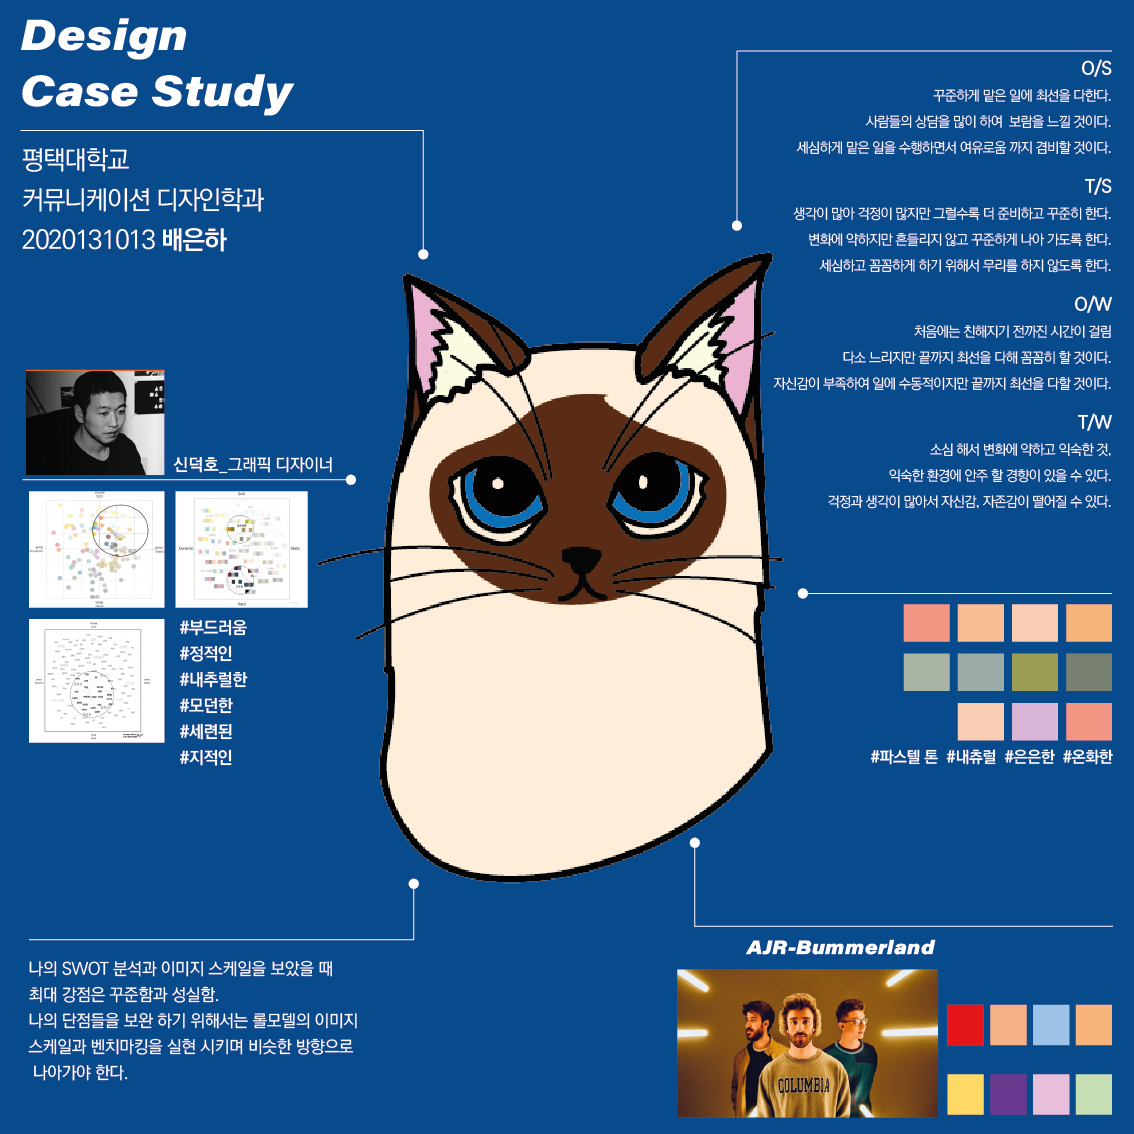 Design
Case Study
평택대학교
커뮤니케이션 디자인학과
2020131013 배은하
O/S
꾸준하게 맡은 일에 최선을 다한다.
사람들의 상담을 많이 하여 보람을 느낄 것이다.
세심하게 맡은 일을 수행하면서 여유로움 까지 겸비할 것이다.
T/S
생각이 많아 걱정이 많지만 그럴수록 더 준비하고 꾸준히 한다.
변화에 약하지만 흔들리지 않고 꾸준하게 나아 가도록 한다.
세심하고 꼼꼼하게 하기 위해서 무리를 하지 않도록 한다.
O/W
처음에는 친해지기 전까진 시간이 걸림
다소 느리지만 끝까지 최선을 다해 꼼꼼히 할 것이다.
자신감이 부족하여 일에 수동적이지만 끝까지 최선을 다할 것이다.
T/W
소심 해서 변화에 약하고 익숙한 것,
익숙한 환경에 안주 할 경향이 있을 수 있다.
걱정과 생각이 많아서 자신감, 자존감이 떨어질 수 있다.
신덕호_그래픽 디자이너
Soft
Dynamic
Static
Hard
#부드러움
#정적인
#내추럴한
#모던한
#세련된
#지적인
#파스텔 톤 #내츄럴 #은은한 #온화한
나의 SWOT 분석과 이미지 스케일을 보았을 때
최대 강점은 꾸준함과 성실함.
나의 단점들을 보완 하기 위해서는 롤모델의 이미지
스케일과 벤치마킹을 실현 시키며 비슷한 방향으로
나아가야 한다.
AJR-Bummerland
COLUMBIA